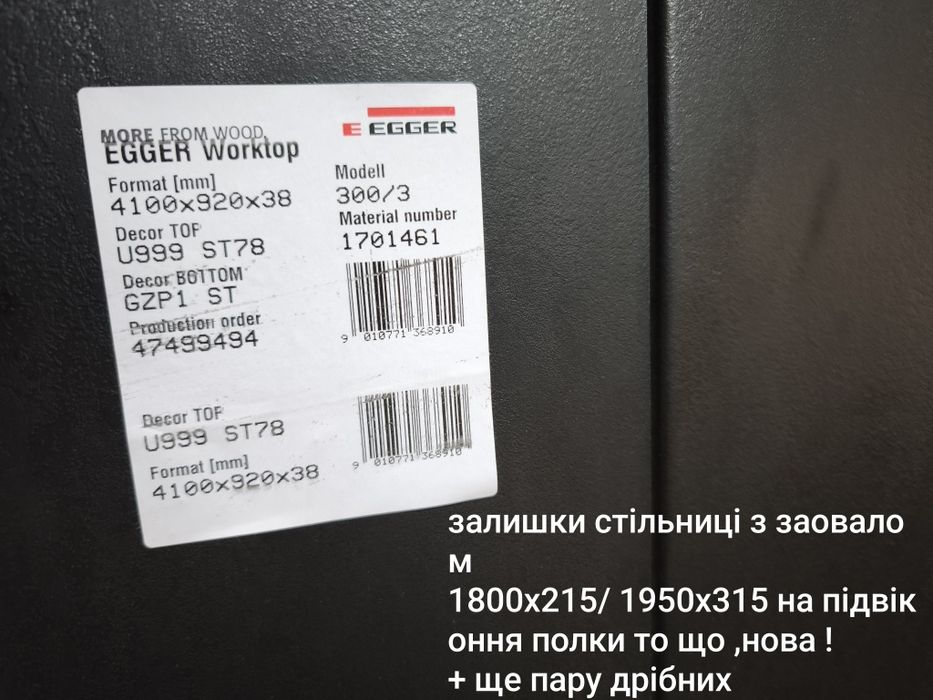 MORE FROM WOOD.
E EGGER
EGGER Worktop
Format [mm]
4100x920x38
Modell
300/3
Decor TOP
U999 ST78
Material number
1701461
Decor BOTTOM
GZP1 ST
Production order
47499494
9 010771 368910
Decor TOP
U999 ST78
Format [mm]
4100x920x38
9 010771 368910
залишки стільниці з заовало
м
1800х215/ 1950х315 на підвік
оння полки то що ,нова !
+ ще пару дрібних